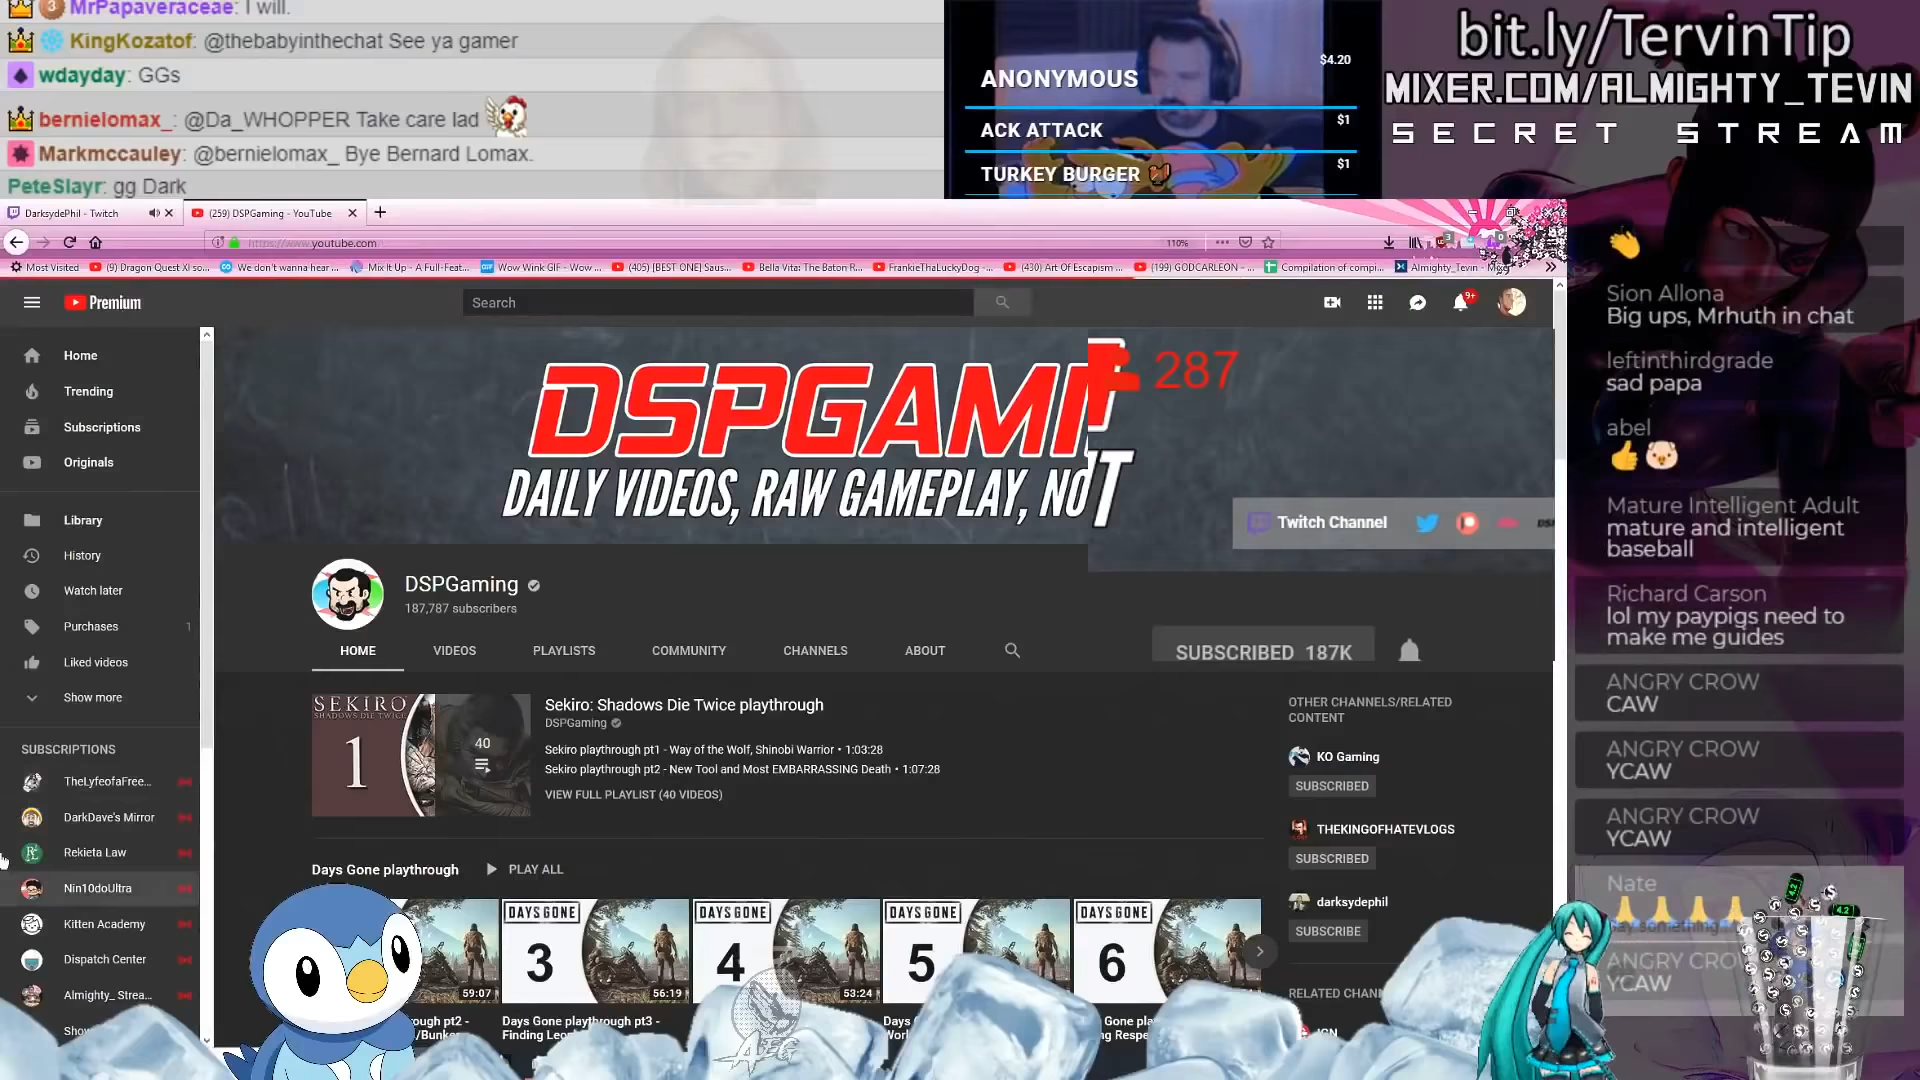 3 MrPapaveraceae: I will.
KingKozatof: @thebabyinthechat See ya gamer
wdayday: GGs
bernielomax_: @Da_WHOPPER Take care lad
Markmccauley: @bernielomax_ Bye Bernard Lomax.
PeteSlayr: gg Dark
ANONYMOUS $4.20
ACK ATTACK $1
TURKEY BURGER $1
bit.ly/TervinTip
MIXER.COM/ALMIGHTY_TEVIN
SECRET STREAM
DarksydePhil - Twitch
(259) DSPGaming - YouTube
https://www.youtube.com
110%
Most Visited
(9) Dragon Quest XI so...
We don't wanna hear ...
Mix It Up - A Full-Feat...
Wow Wink GIF - Wow ...
(405) [BEST ONE] Saus...
Bella Vita: The Baton R...
FrankieThaLuckyDog -...
(430) Art Of Escapism ...
(199) GODCARLEON - ...
Compilation of compi...
Almighty_Tevin - Mixer
Premium
Search
9+
Home
Trending
Subscriptions
Originals
Library
History
Watch later
Purchases 1
Liked videos
Show more
SUBSCRIPTIONS
TheLyfeofaFree...
DarkDave's Mirror
Rekieta Law
Nin10doUltra
Kitten Academy
Dispatch Center
Almighty_ Strea...
DSPGAMI
287
DAILY VIDEOS, RAW GAMEPLAY, NOT
Twitch Channel
DSPGaming
187,787 subscribers
HOME
VIDEOS
PLAYLISTS
COMMUNITY
CHANNELS
ABOUT
SUBSCRIBED 187K
SEKIRO
SHADOWS DIE TWICE
1
40
Sekiro: Shadows Die Twice playthrough
DSPGaming
Sekiro playthrough pt1 - Way of the Wolf, Shinobi Warrior • 1:03:28
Sekiro playthrough pt2 - New Tool and Most EMBARRASSING Death • 1:07:28
VIEW FULL PLAYLIST (40 VIDEOS)
OTHER CHANNELS/RELATED
CONTENT
KO Gaming
SUBSCRIBED
THEKINGOFHATEVLOGS
SUBSCRIBED
darksydephil
SUBSCRIBE
Days Gone playthrough
PLAY ALL
59:07
DAYS GONE
3
56:19
DAYS GONE
4
53:24
DAYS GONE
5
DAYS GONE
6
Days Gone playthrough pt3 -
AEG
Sion Allona
Big ups, Mrhuth in chat
leftinthirdgrade
sad papa
abel
Mature Intelligent Adult
mature and intelligent
baseball
Richard Carson
lol my paypigs need to
make me guides
ANGRY CROW
CAW
ANGRY CROW
YCAW
ANGRY CROW
YCAW
Nate
ANGRY CRO
YCAW